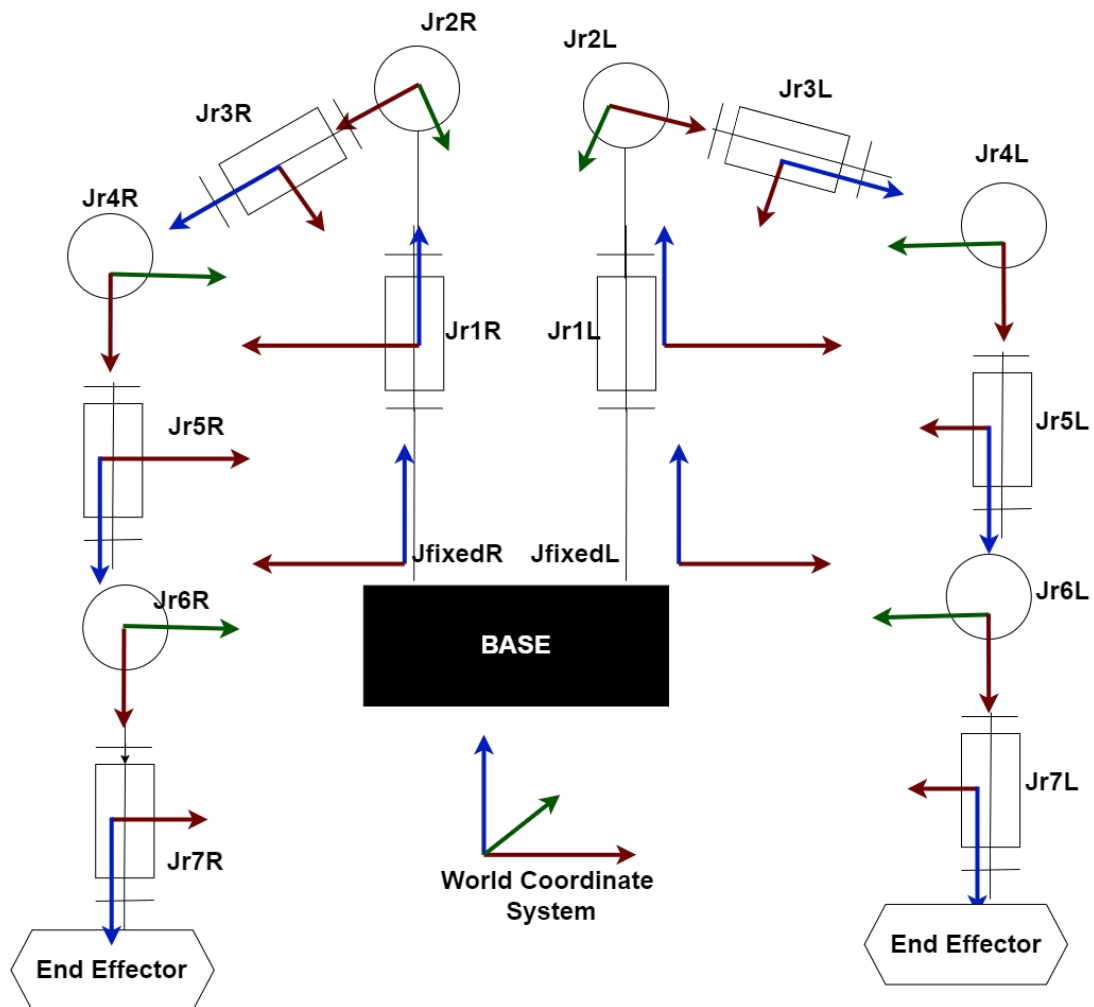 Jr2R
Jr2L
Jr3R
Jr3L
Jr4R
Jr4L
Jr1R
Jr1L
Jr5R
Jr5L
JfixedR
JfixedL
Jr6R
Jr6L
BASE
Jr7R
Jr7L
World Coordinate
System
End Effector
End Effector